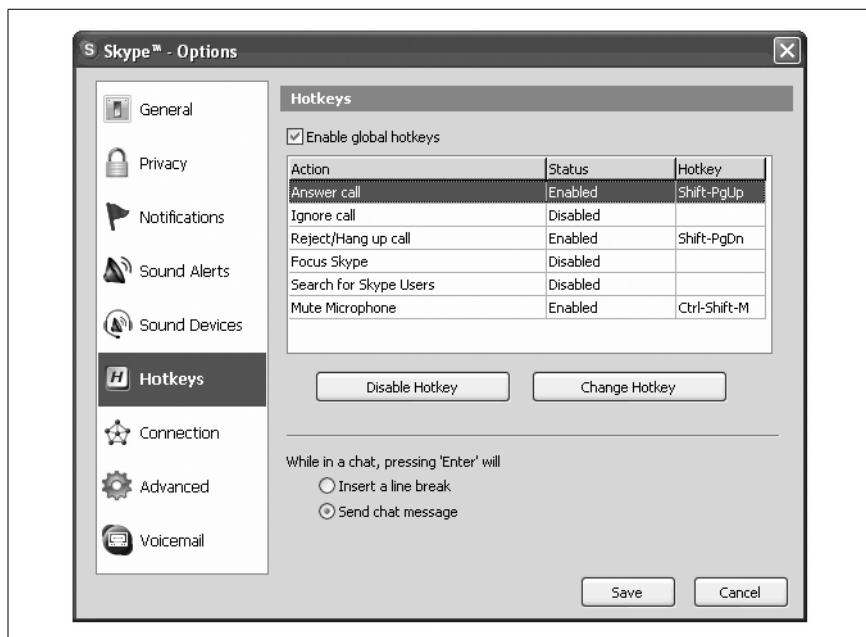 S Skype™ - Options
General
Privacy
Notifications
Sound Alerts
Sound Devices
H Hotkeys
Connection
Advanced
Voicemail
Hotkeys
Enable global hotkeys
Action Status Hotkey
Answer call Enabled Shift-PgUp
Ignore call Disabled
Reject/Hang up call Enabled Shift-PgDn
Focus Skype Disabled
Search for Skype Users Disabled
Mute Microphone Enabled Ctrl-Shift-M
Disable Hotkey Change Hotkey
While in a chat, pressing 'Enter' will
Insert a line break
Send chat message
Save Cancel